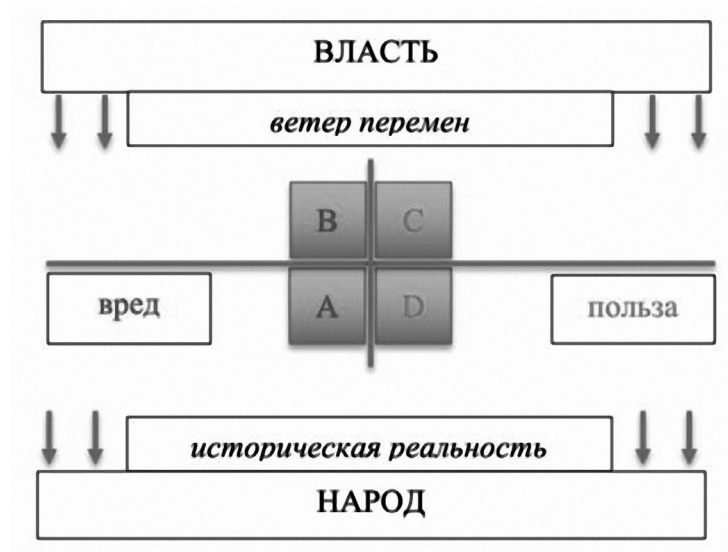 ВЛАСТЬ
ветер перемен
B C
вред A D польза
историческая реальность
НАРОД